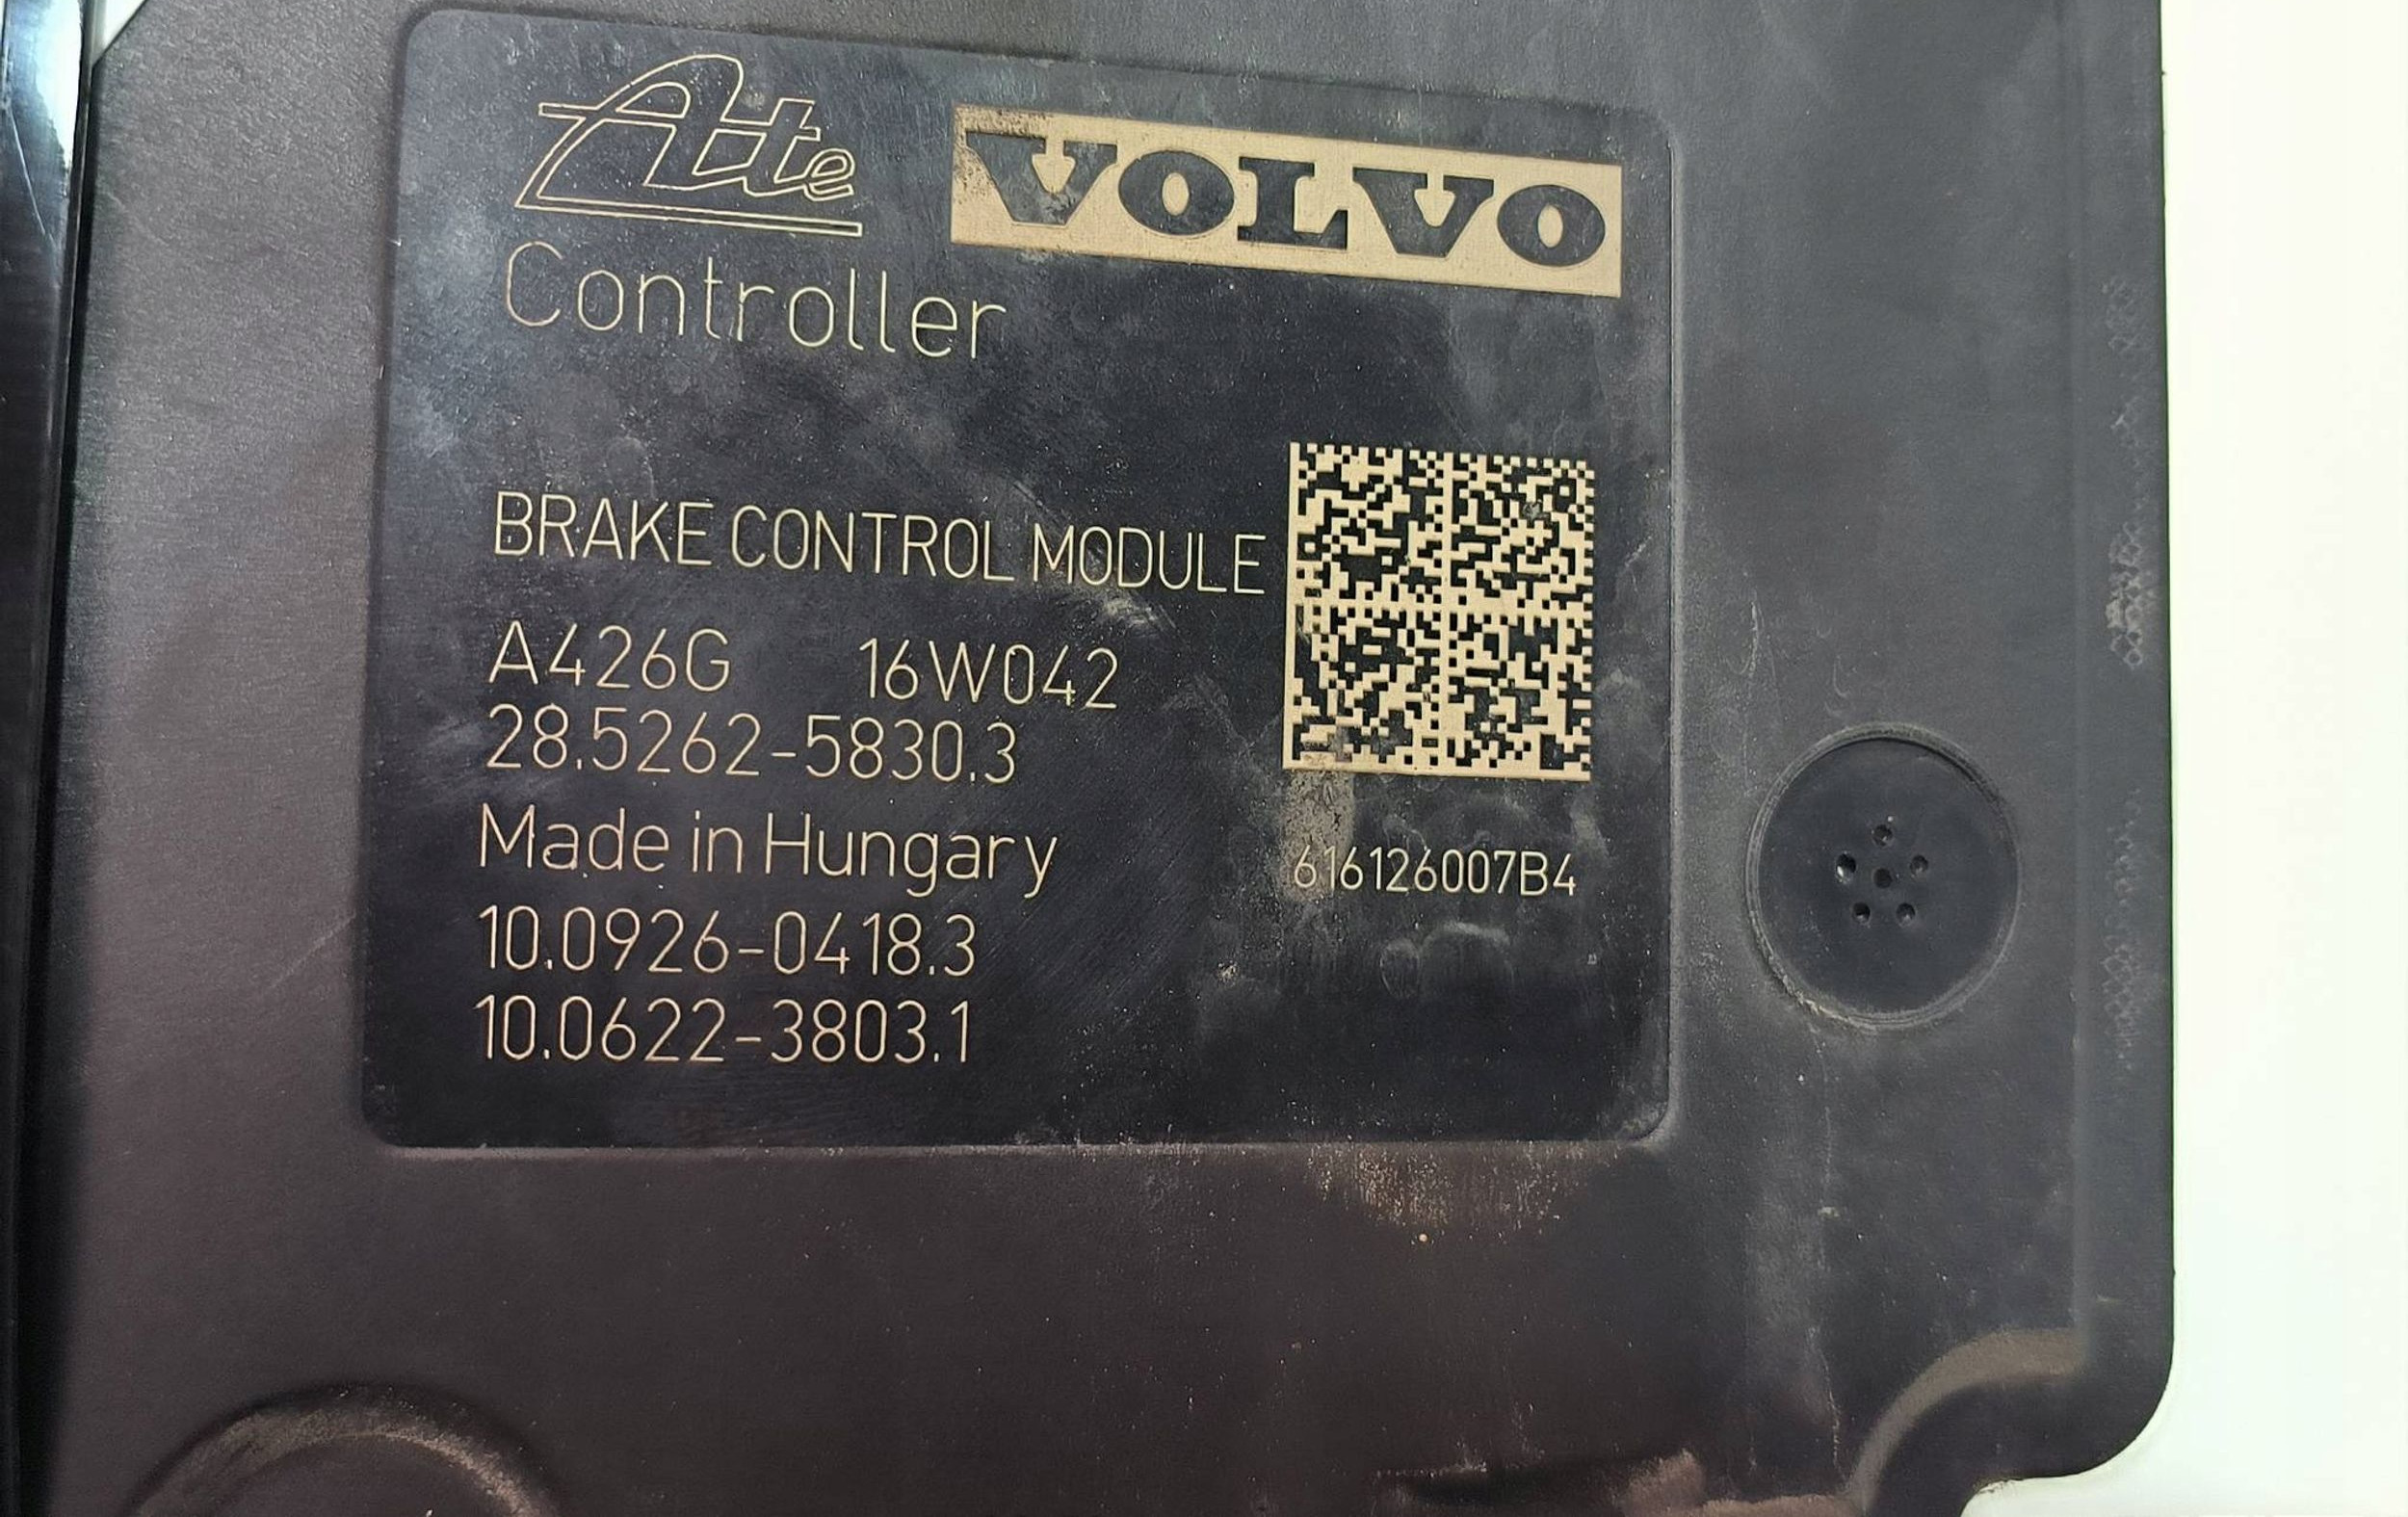 Ate
VOLVO
Controller
BRAKE CONTROL MODULE
A426G 16W042
28.5262-5830.3
Made in Hungary
616126007B4
10.0926-0418.3
10.0622-3803.1